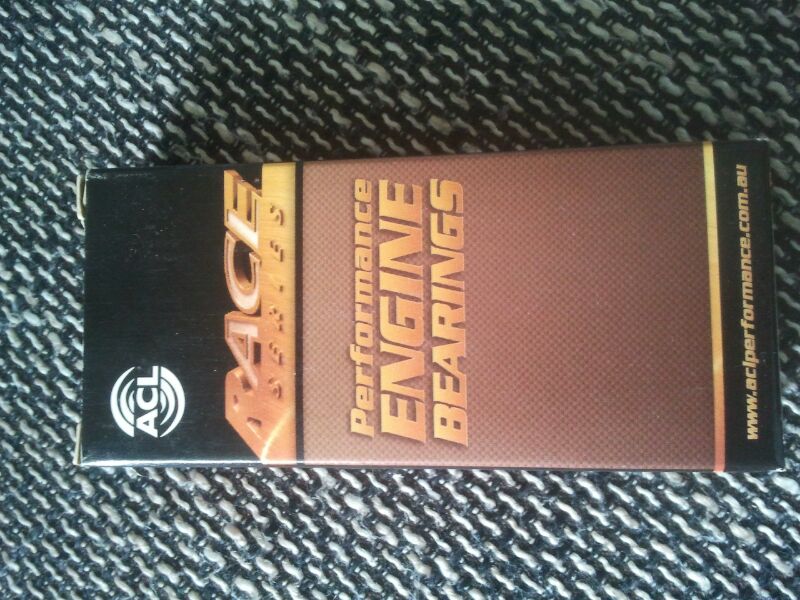 ACL
RACE
SERIES
Performance
ENGINE
BEARINGS
www.aclperformance.com.au